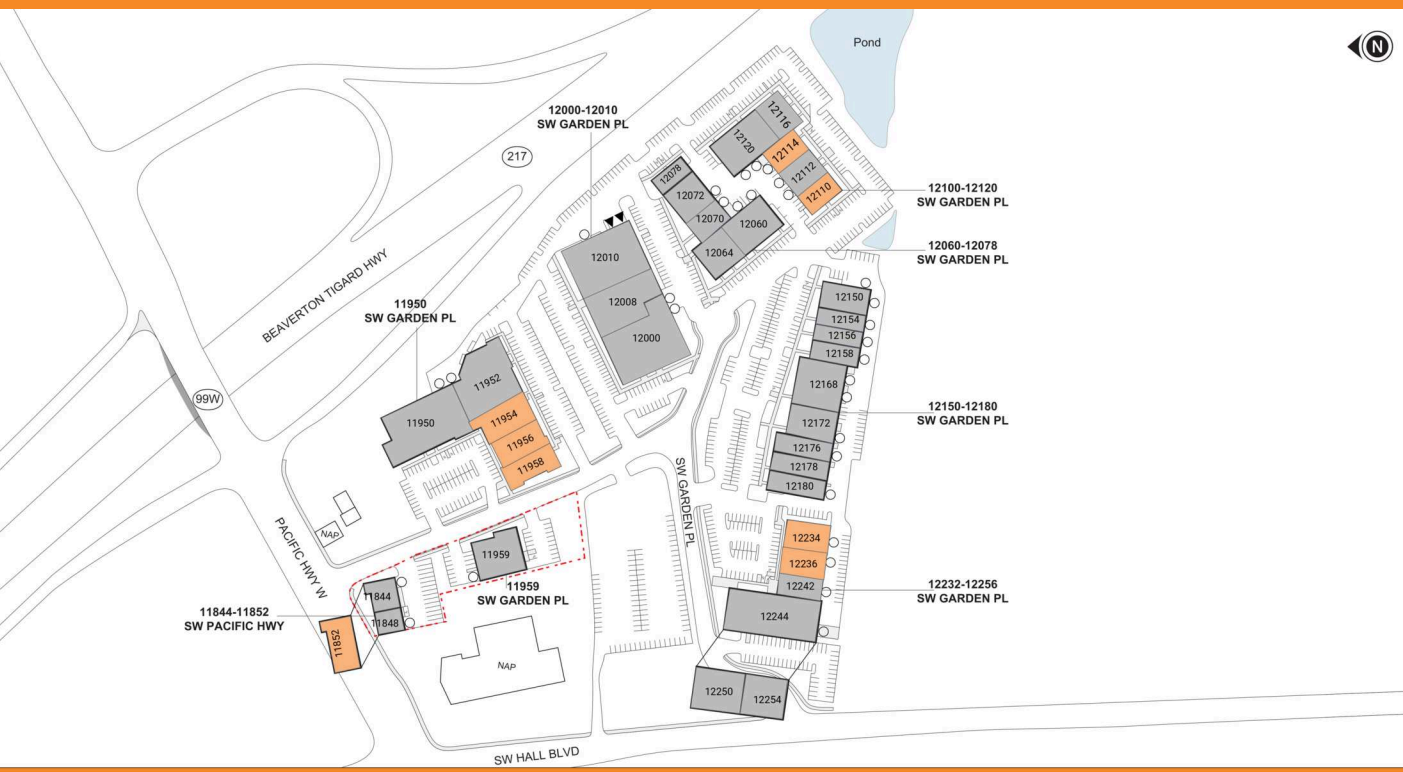 Pond
N
12000-12010
SW GARDEN PL
217
12116
12120
12114
12112
12110
12078
12072
12070
12060
12064
12100-12120
SW GARDEN PL
12060-12078
SW GARDEN PL
12010
12008
12000
BEAVERTON TIGARD HWY
11950
SW GARDEN PL
12150
12154
12156
12158
12168
12172
12176
12178
12180
12150-12180
SW GARDEN PL
99W
11952
11950
11954
11956
11958
SW GARDEN PL
PACIFIC HWY W
NAP
11959
11959
SW GARDEN PL
12234
12236
12242
12244
12232-12256
SW GARDEN PL
11844-11852
SW PACIFIC HWY
11844
11848
11852
NAP
12250
12254
SW HALL BLVD